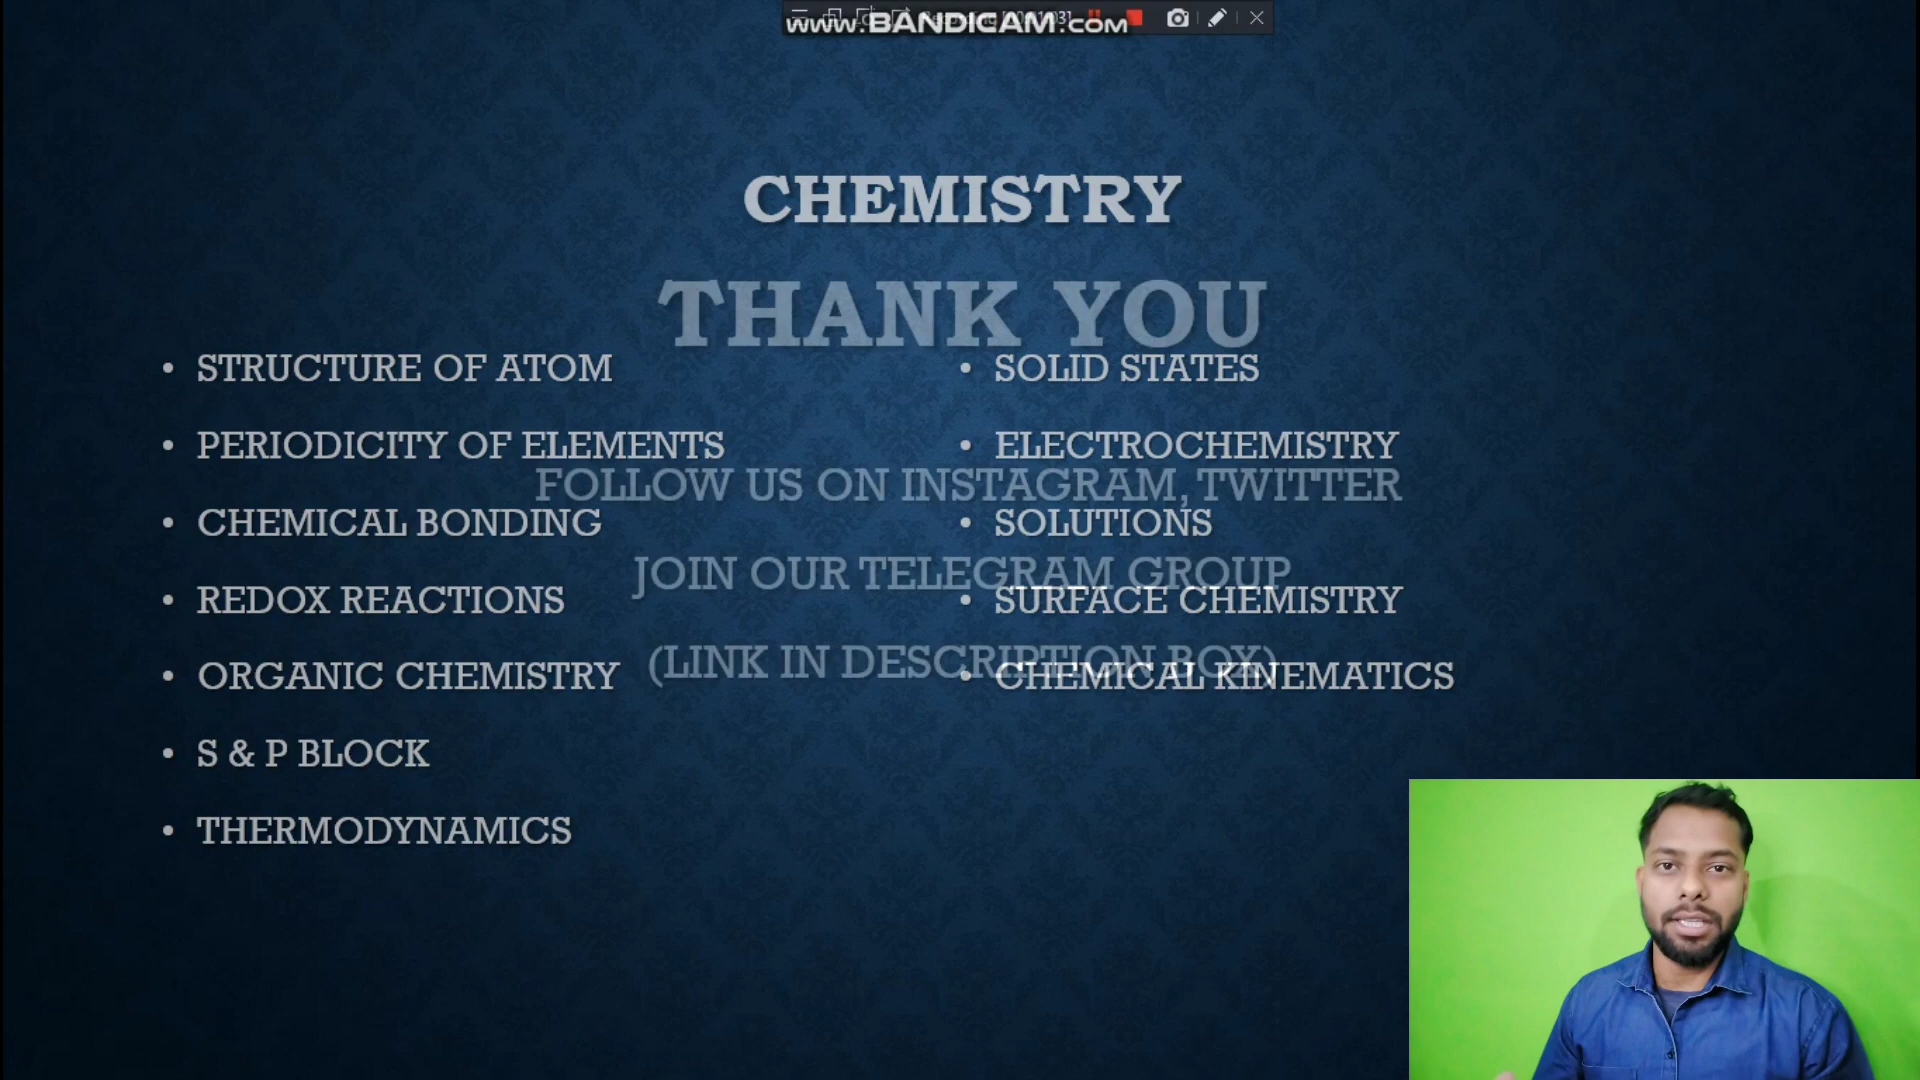 www.BANDICAM.com
CHEMISTRY
THANK YOU
• STRUCTURE OF ATOM
• PERIODICITY OF ELEMENTS
• CHEMICAL BONDING
• REDOX REACTIONS
• ORGANIC CHEMISTRY
• S & P BLOCK
• THERMODYNAMICS
• SOLID STATES
• ELECTROCHEMISTRY
• SOLUTIONS
• SURFACE CHEMISTRY
• CHEMICAL KINEMATICS
FOLLOW US ON INSTAGRAM, TWITTER
JOIN OUR TELEGRAM GROUP
(LINK IN DESCRIPTION BOX)